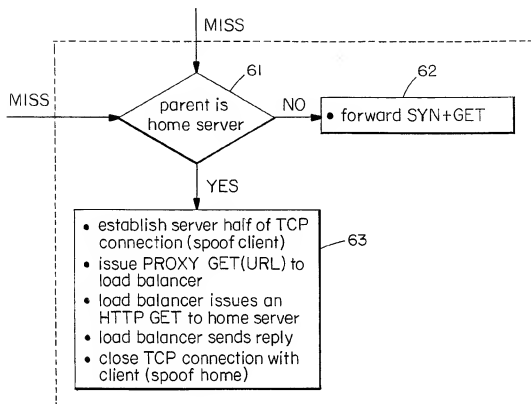 MISS
61
62
MISS
parent is
home server
NO
• forward SYN+GET
YES
63
• establish server half of TCP
connection (spoof client)
• issue PROXY GET(URL) to
load balancer
• load balancer issues an
HTTP GET to home server
• load balancer sends reply
• close TCP connection with
client (spoof home)